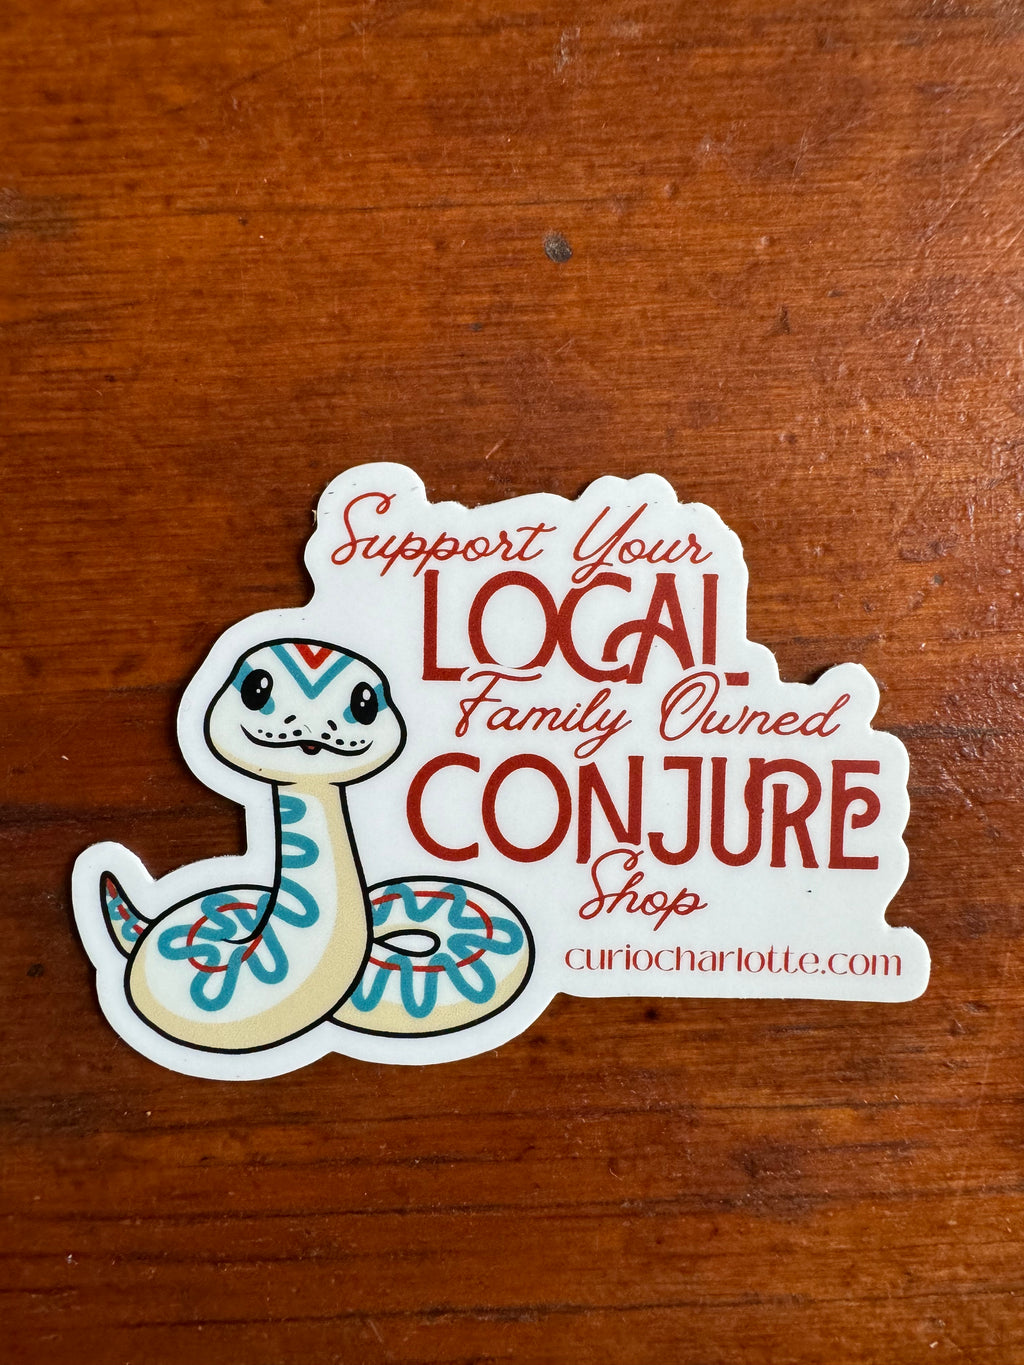 Support Your
LOCAL
Family Owned
CONJURE
Shop
curiocharlotte.com